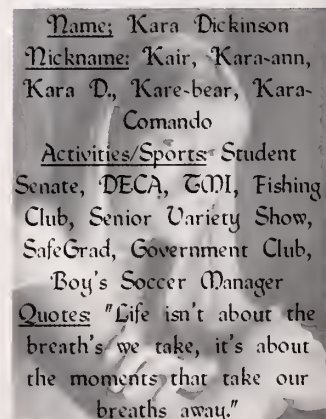 Name: Kara Dickinson
Nickname: Kair, Kara-ann,
Kara D., Kare-bear, Kara-
Comando
Activities/Sports: Student
Senate, DECA, TMI, Fishing
Club, Senior Variety Show,
SafeGrad, Government Club,
Boy's Soccer Manager
Quotes: "Life isn't about the
breath's we take, it's about
the moments that take our
breaths away."